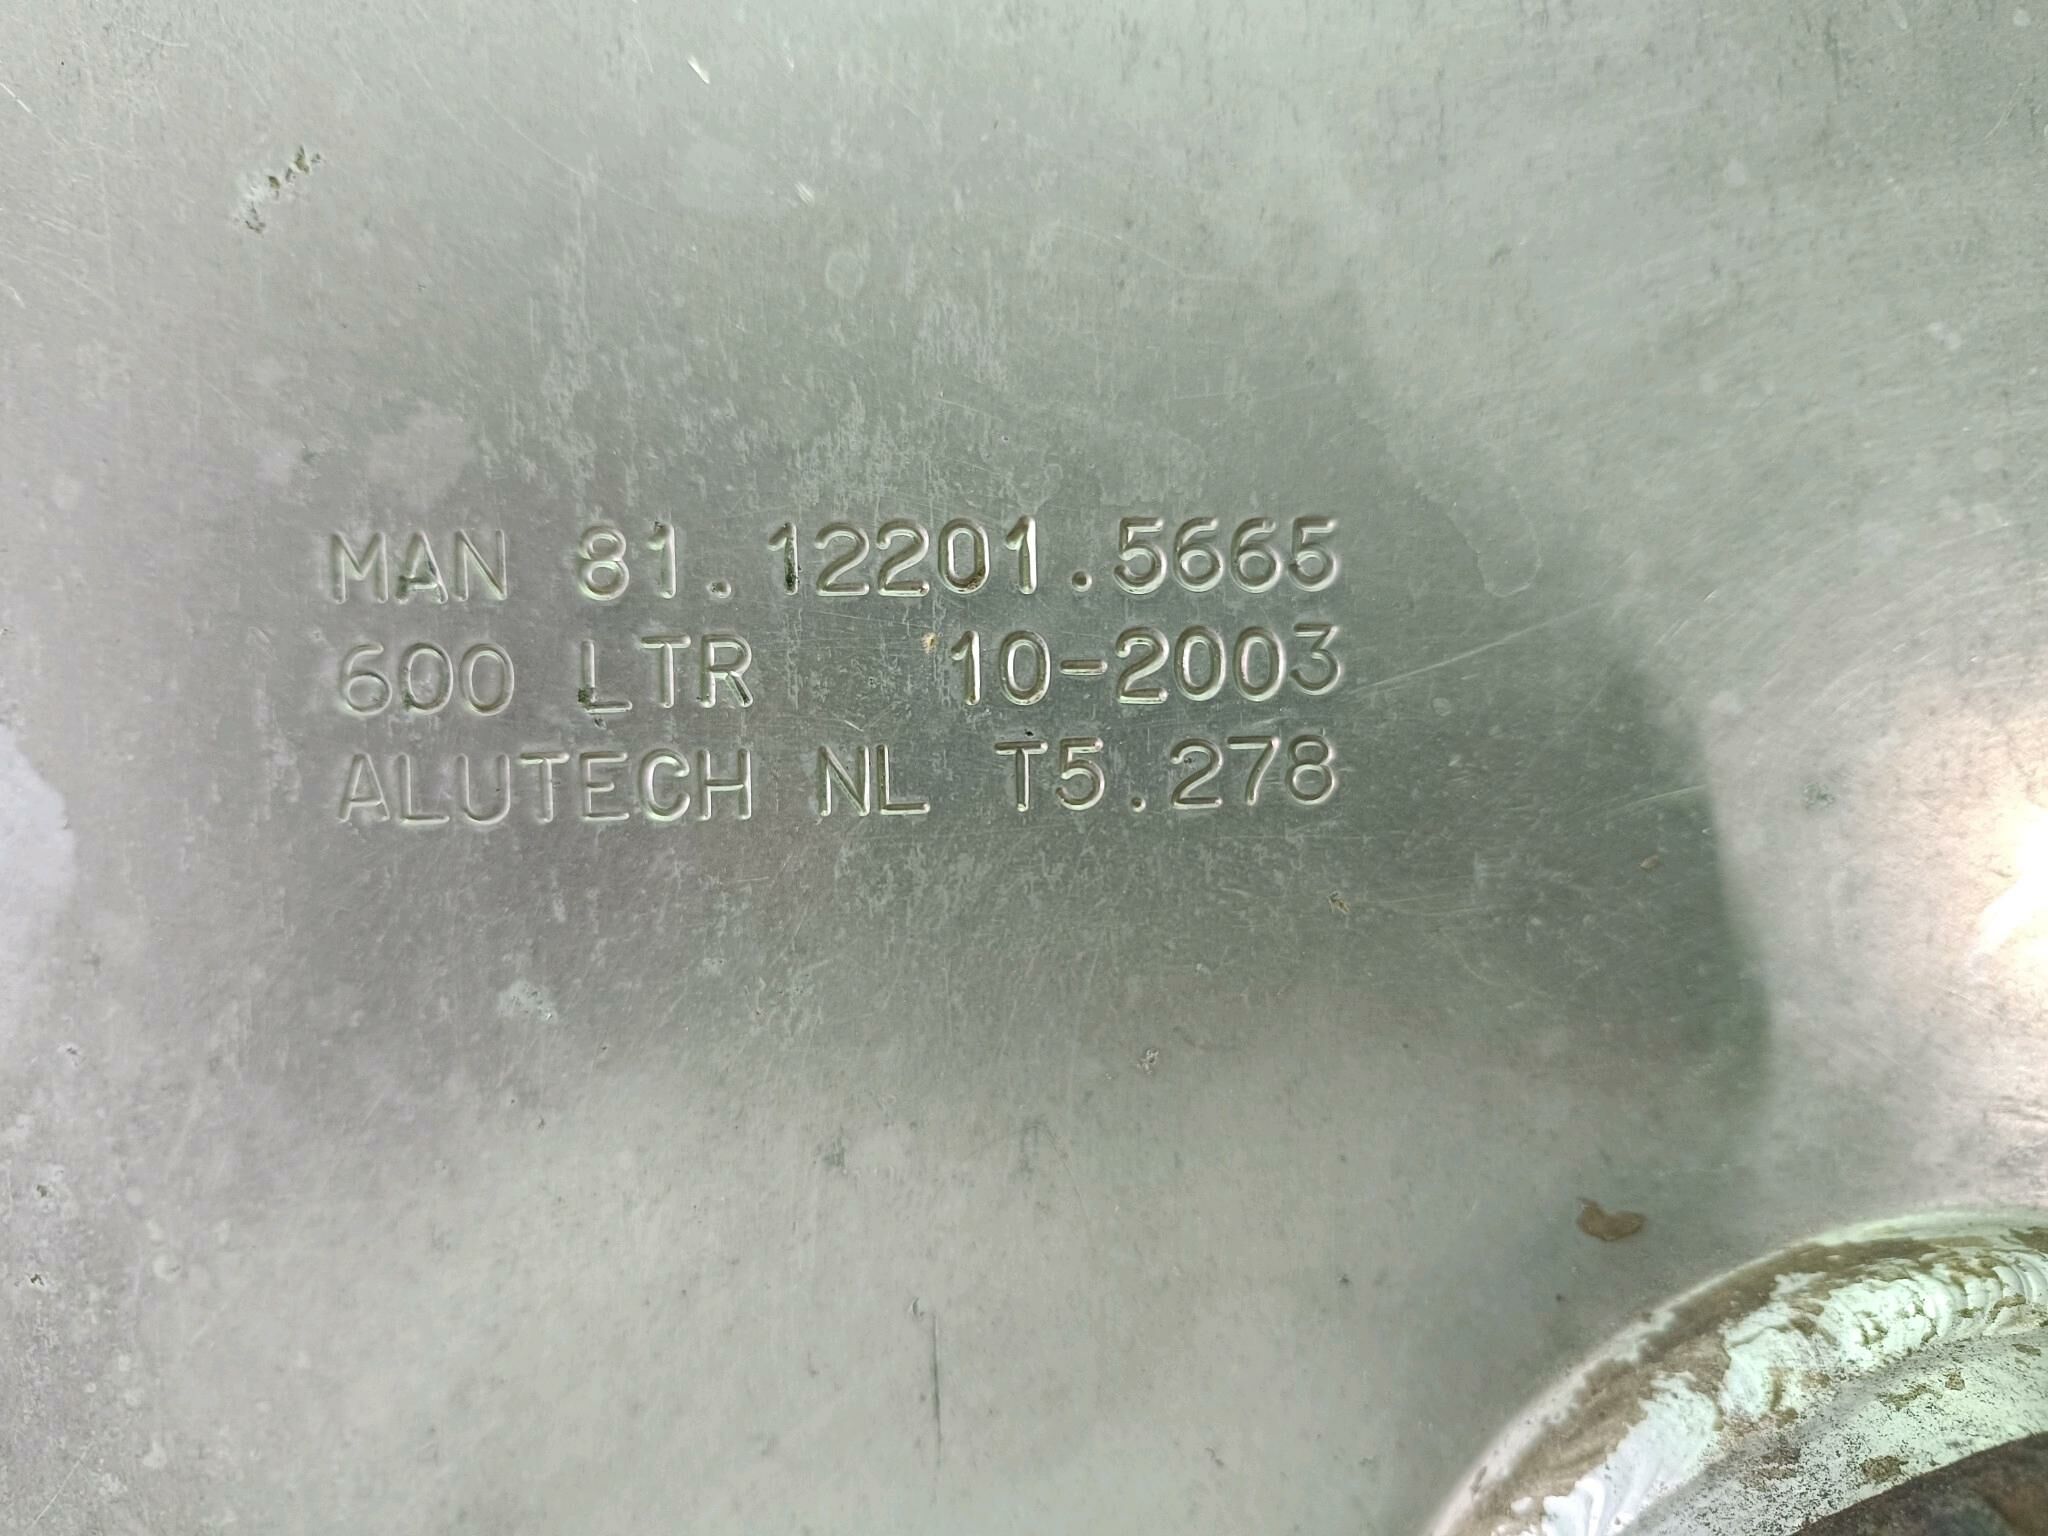 MAN 81.12201.5665
600 LTR 10-2003
ALUTECH NL T5.278